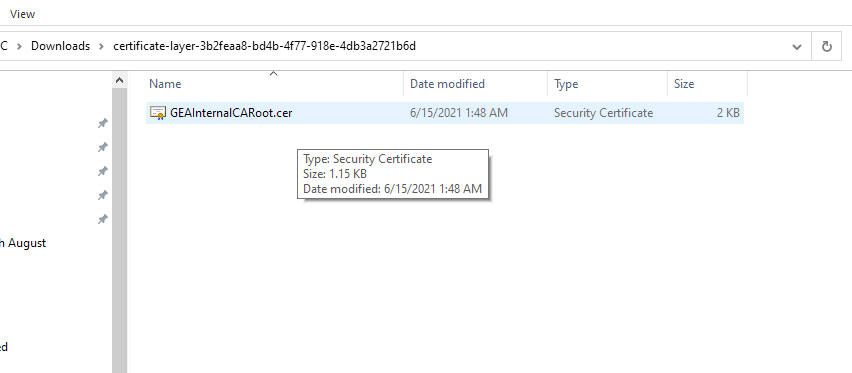 View
C > Downloads > certificate-layer-3b2feaa8-bd4b-4f77-918e-4db3a2721b6d
Name Date modified Type Size
GEAInternalCARoot.cer 6/15/2021 1:48 AM Security Certificate 2 KB
Type: Security Certificate
Size: 1.15 KB
Date modified: 6/15/2021 1:48 AM
h August
ed